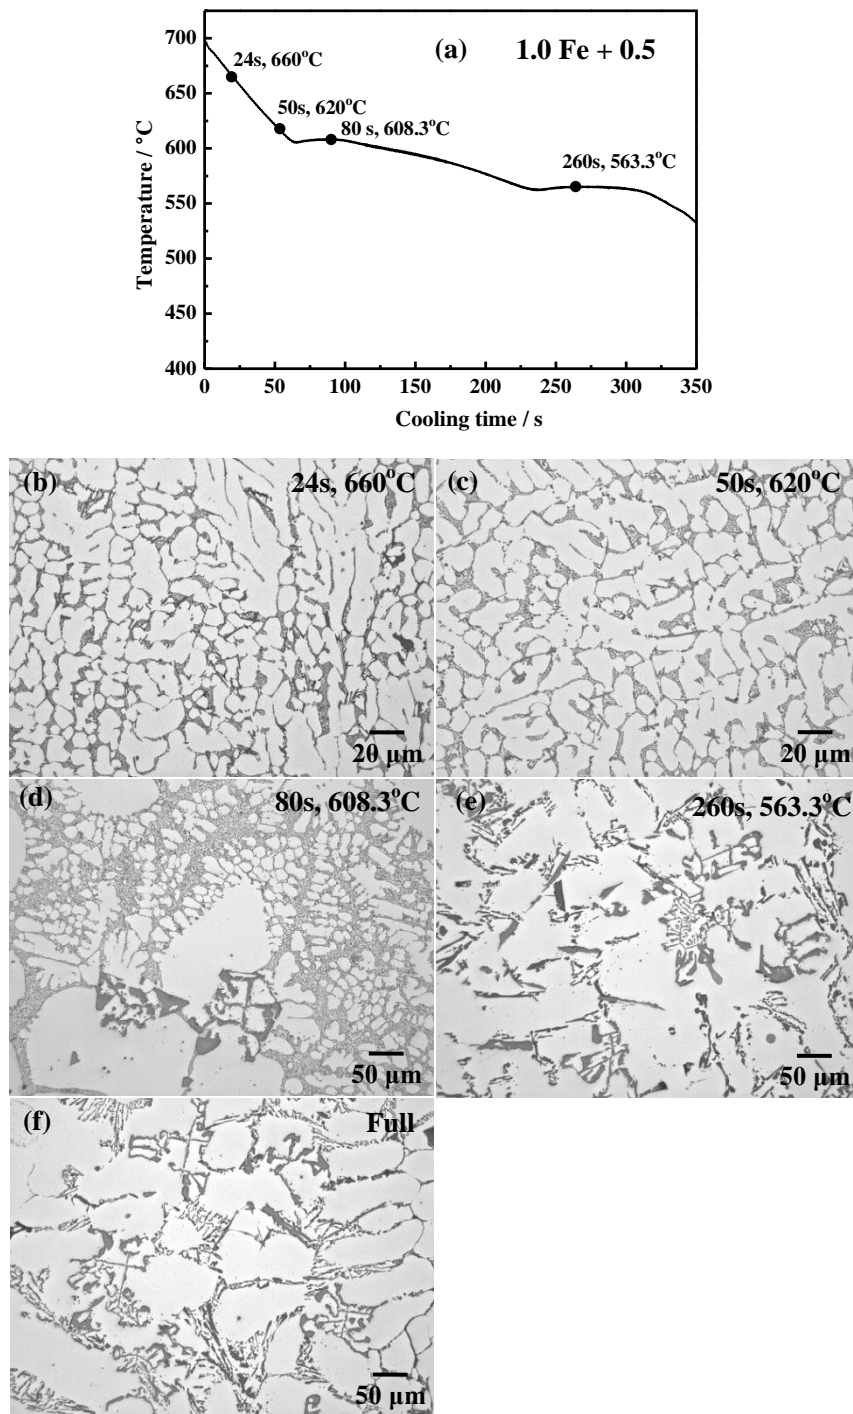 (a) 1.0 Fe + 0.5
700
650
600
550
500
450
400
Temperature / °C
24s, 660°C
50s, 620°C
80 s, 608.3°C
260s, 563.3°C
0 50 100 150 200 250 300 350
Cooling time / s
(b) 24s, 660°C
20 µm
(c) 50s, 620°C
20 µm
(d) 80s, 608.3°C
50 µm
(e) 260s, 563.3°C
50 µm
(f) Full
50 µm